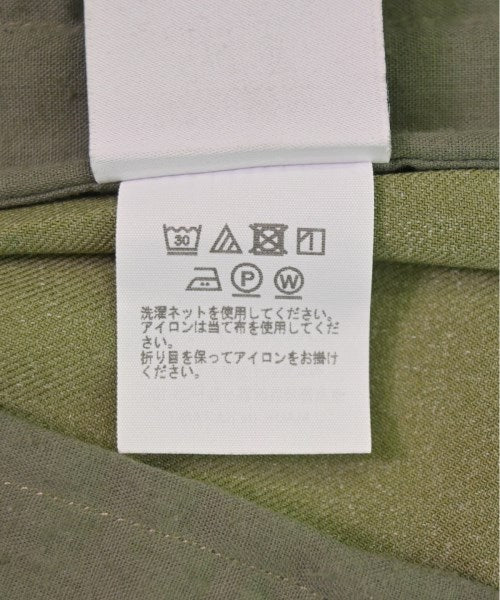 30
P W
洗濯ネットを使用してください。
アイロンは当て布を使用してください。
折り目を保ってアイロンをお掛け
ください。